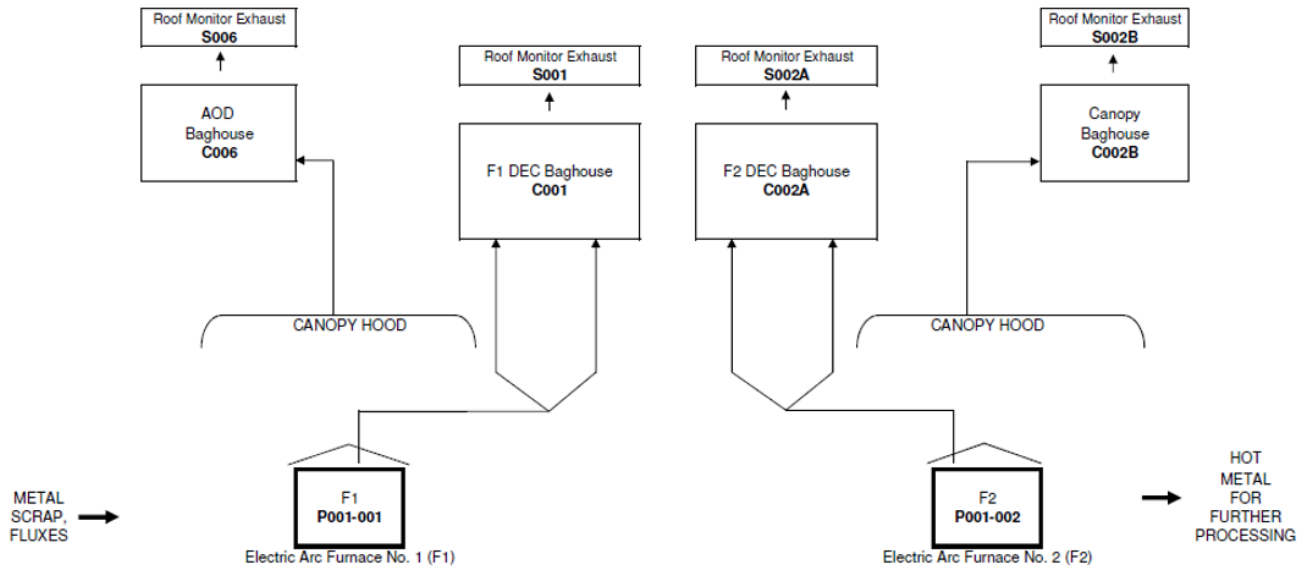 Roof Monitor Exhaust
S006
AOD
Baghouse
C006
Roof Monitor Exhaust
S001
F1 DEC Baghouse
C001
Roof Monitor Exhaust
S002A
F2 DEC Baghouse
C002A
Roof Monitor Exhaust
S002B
Canopy
Baghouse
C002B
CANOPY HOOD
CANOPY HOOD
METAL
SCRAP,
FLUXES
F1
P001-001
Electric Arc Furnace No. 1 (F1)
F2
P001-002
Electric Arc Furnace No. 2 (F2)
HOT
METAL
FOR
FURTHER
PROCESSING